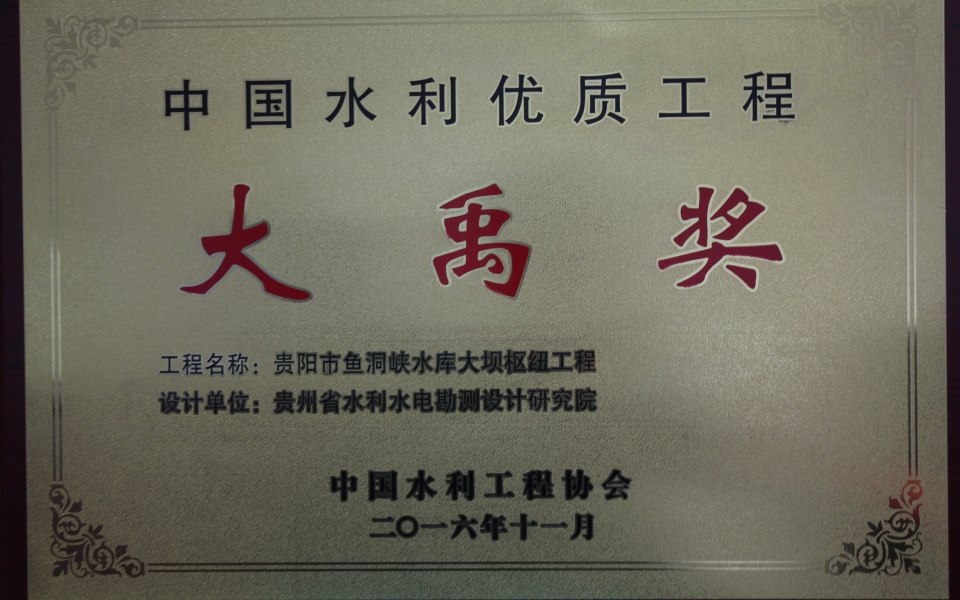 中国水利优质工程
大禹奖
工程名称：贵阳市鱼洞峡水库大坝枢纽工程
设计单位：贵州省水利水电勘测设计研究院
中国水利工程协会
二〇一六年十一月